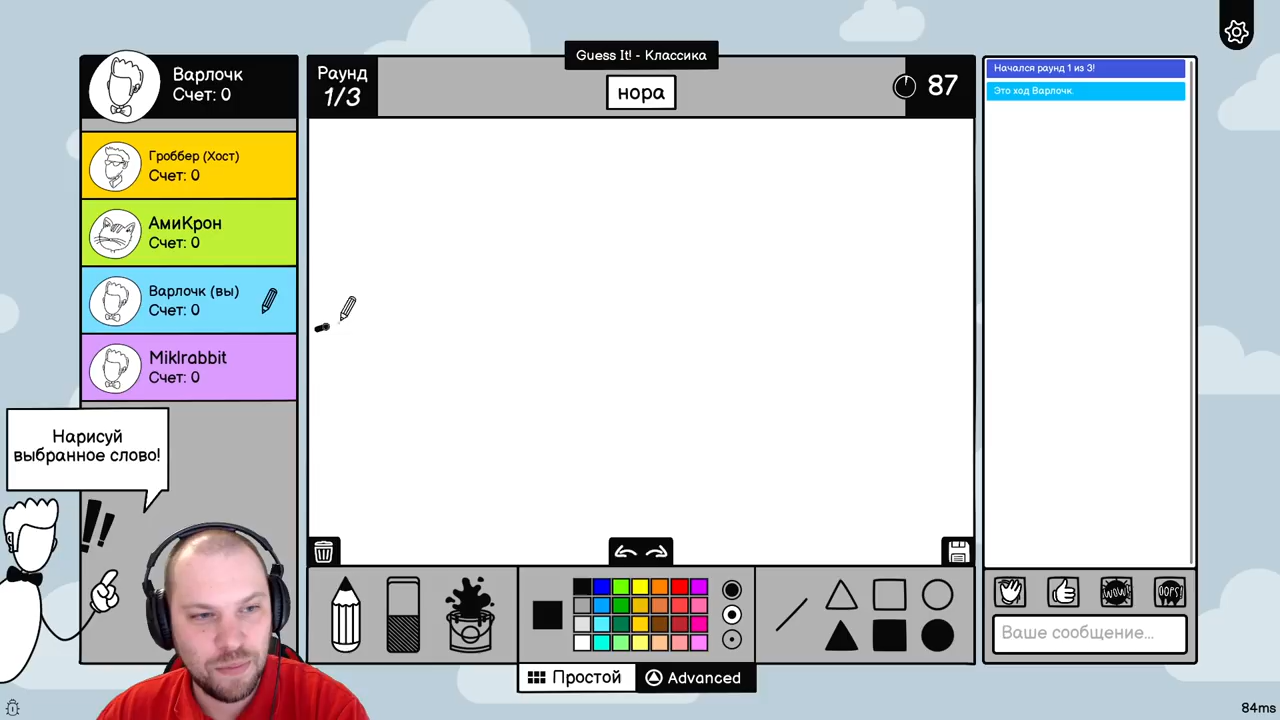 Guess It! - Классика
Варлочк
Счет: 0
Раунд
1/3
нора
87
Начался раунд 1 из 3!
Это ход Варлочк.
Гроббер (Хост)
Счет: 0
АмиКрон
Счет: 0
Варлочк (вы)
Счет: 0
Miklrabbit
Счет: 0
Нарисуй
выбранное слово!
WOW!
OOPS!
Ваше сообщение...
Простой
Advanced
84ms